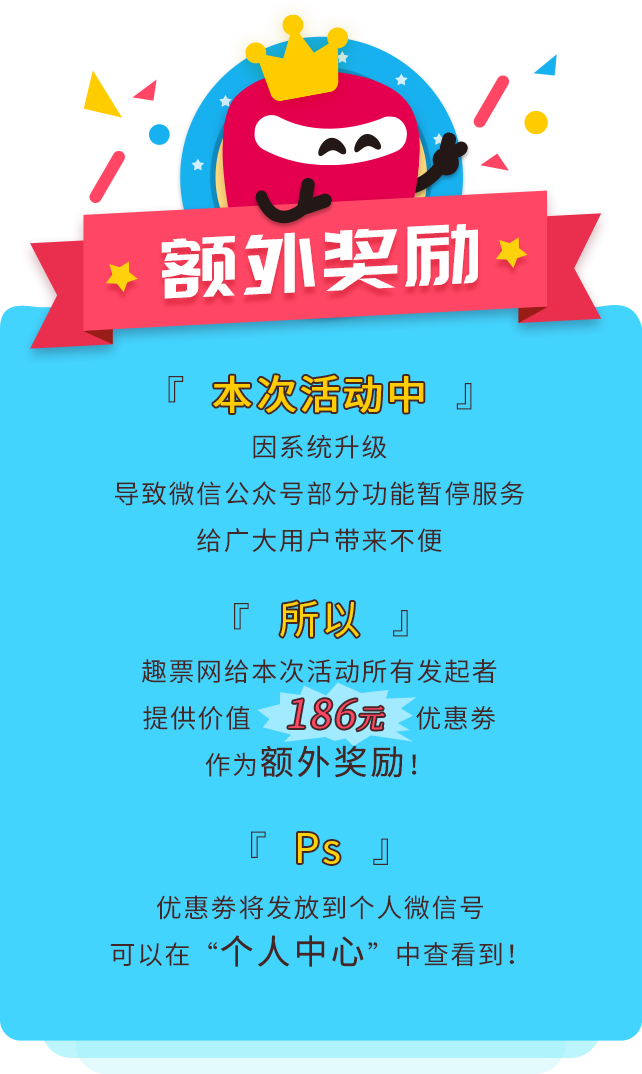 额外奖励
『 本次活动中 』
因系统升级
导致微信公众号部分功能暂停服务
给广大用户带来不便
『 所以 』
趣票网给本次活动所有发起者
提供价值 186元 优惠劵
作为额外奖励!
『 Ps 』
优惠劵将发放到个人微信号
可以在“个人中心”中查看到!